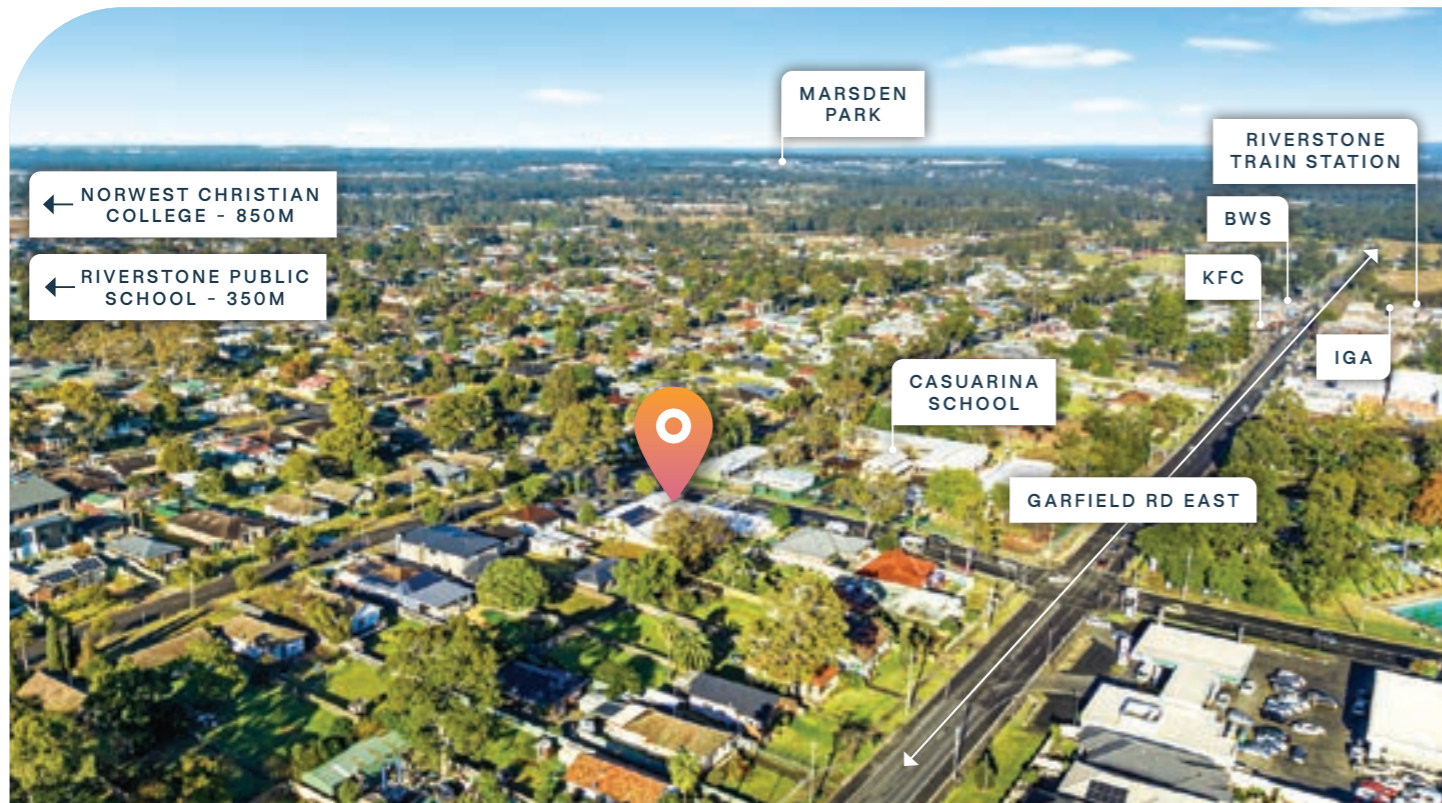 MARSDEN
PARK
RIVERSTONE
TRAIN STATION
NORWEST CHRISTIAN
COLLEGE - 850M
BWS
RIVERSTONE PUBLIC
SCHOOL - 350M
KFC
IGA
CASUARINA
SCHOOL
GARFIELD RD EAST